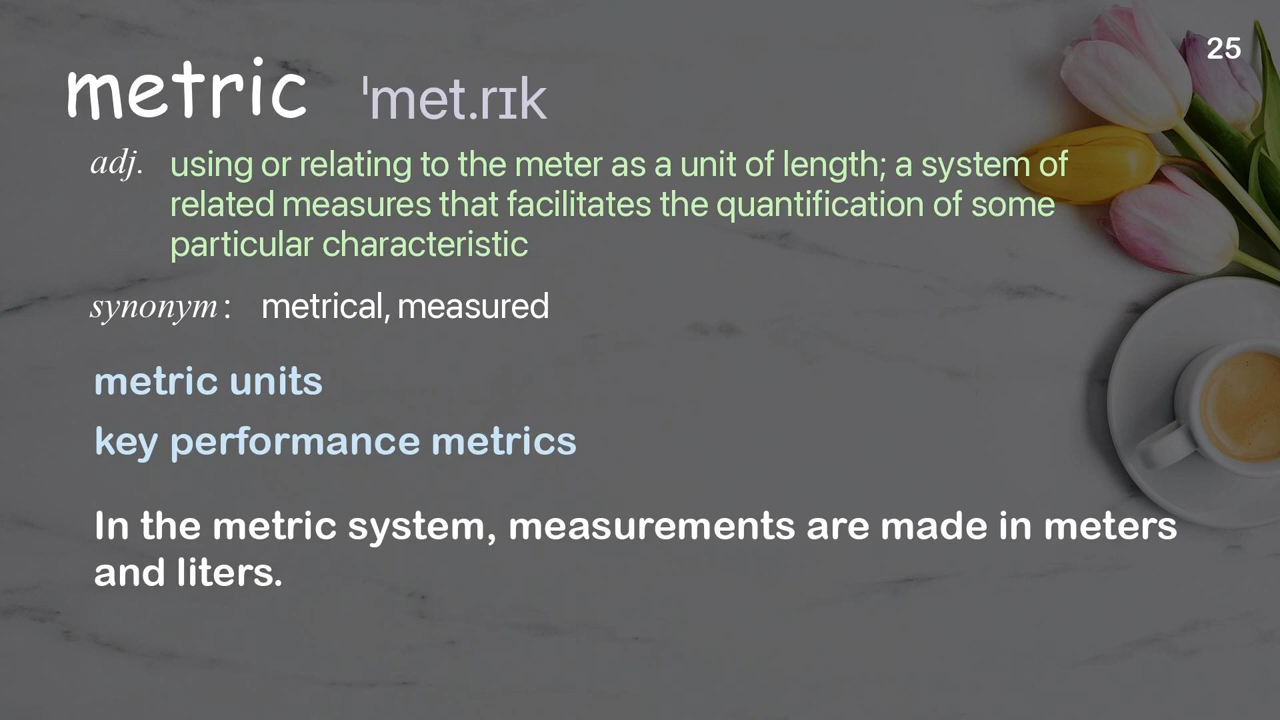 25
metric ˈmet.rɪk
adj. using or relating to the meter as a unit of length; a system of
related measures that facilitates the quantification of some
particular characteristic
synonym: metrical, measured
metric units
key performance metrics
In the metric system, measurements are made in meters
and liters.